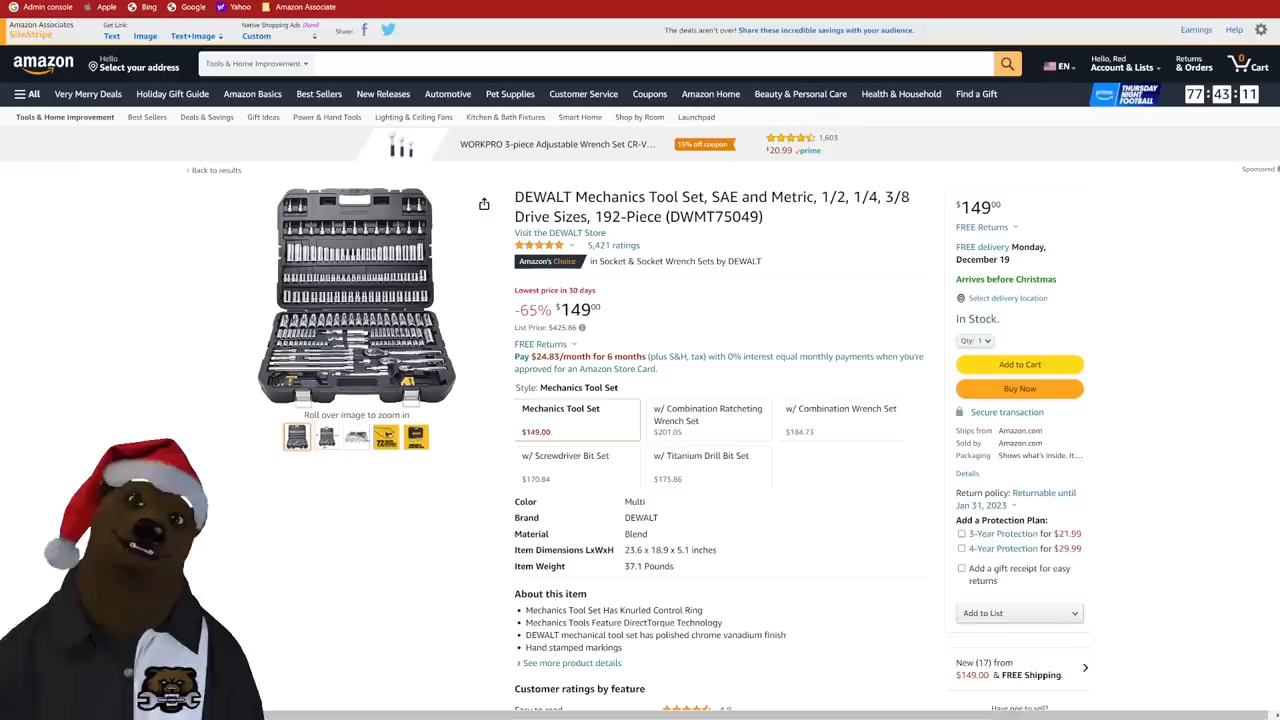 Admin console
Apple
Bing
Google
Yahoo
Amazon Associate
Amazon Associates
SiteStripe
Get Link:
Text
Image
Text+Image
Native Shopping Ads (New)
Custom
Share:
The deals aren't over! Share these incredible savings with your audience.
Earnings
Help
amazon
Hello
Select your address
Tools & Home Improvement
EN
Hello, Red
Account & Lists
Returns
& Orders
0
Cart
All
Very Merry Deals
Holiday Gift Guide
Amazon Basics
Best Sellers
New Releases
Automotive
Pet Supplies
Customer Service
Coupons
Amazon Home
Beauty & Personal Care
Health & Household
Find a Gift
prime
THURSDAY
NIGHT
FOOTBALL
77:43:11
Tools & Home Improvement
Best Sellers
Deals & Savings
Gift Ideas
Power & Hand Tools
Lighting & Ceiling Fans
Kitchen & Bath Fixtures
Smart Home
Shop by Room
Launchpad
WORKPRO 3-piece Adjustable Wrench Set CR-V...
15% off coupon
1,603
$20.99 prime
‹ Back to results
Sponsored
DEWALT Mechanics Tool Set, SAE and Metric, 1/2, 1/4, 3/8
Drive Sizes, 192-Piece (DWMT75049)
Visit the DEWALT Store
5,421 ratings
Amazon's Choice in Socket & Socket Wrench Sets by DEWALT
Lowest price in 30 days
-65% $149.00
List Price: $425.86
FREE Returns
Pay $24.83/month for 6 months (plus S&H, tax) with 0% interest equal monthly payments when you're
approved for an Amazon Store Card.
Style: Mechanics Tool Set
Mechanics Tool Set
$149.00
w/ Combination Ratcheting
Wrench Set
$201.05
w/ Combination Wrench Set
$184.73
w/ Screwdriver Bit Set
$170.84
w/ Titanium Drill Bit Set
$175.86
Roll over image to zoom in
72
Color Multi
Brand DEWALT
Material Blend
Item Dimensions LxWxH 23.6 x 18.9 x 5.1 inches
Item Weight 37.1 Pounds
About this item
• Mechanics Tool Set Has Knurled Control Ring
• Mechanics Tools Feature DirectTorque Technology
• DEWALT mechanical tool set has polished chrome vanadium finish
• Hand stamped markings
› See more product details
Customer ratings by feature
$149.00
FREE Returns
FREE delivery Monday,
December 19
Arrives before Christmas
Select delivery location
In Stock.
Qty: 1
Add to Cart
Buy Now
Secure transaction
Ships from Amazon.com
Sold by Amazon.com
Packaging Shows what's inside. It...
Details
Return policy: Returnable until
Jan 31, 2023
Add a Protection Plan:
3-Year Protection for $21.99
4-Year Protection for $29.99
Add a gift receipt for easy
returns
Add to List
New (17) from
$149.00 & FREE Shipping.